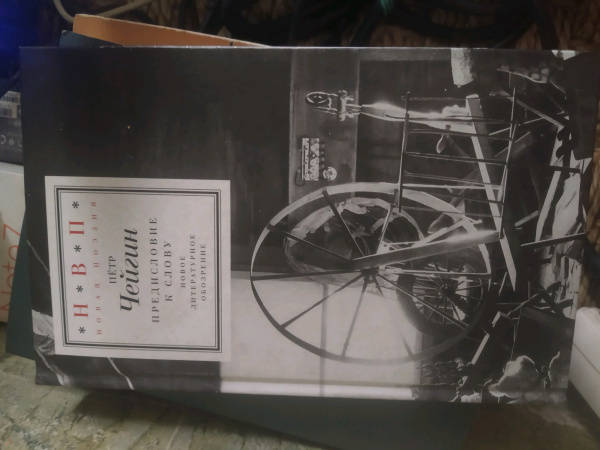 *Н*В*П*
НОВАЯ ПОЭЗИЯ
ПЁТР
Чейгин
ПРЕДИСЛОВИЕ
К СЛОВУ
НОВОЕ
ЛИТЕРАТУРНОЕ
ОБОЗРЕНИЕ